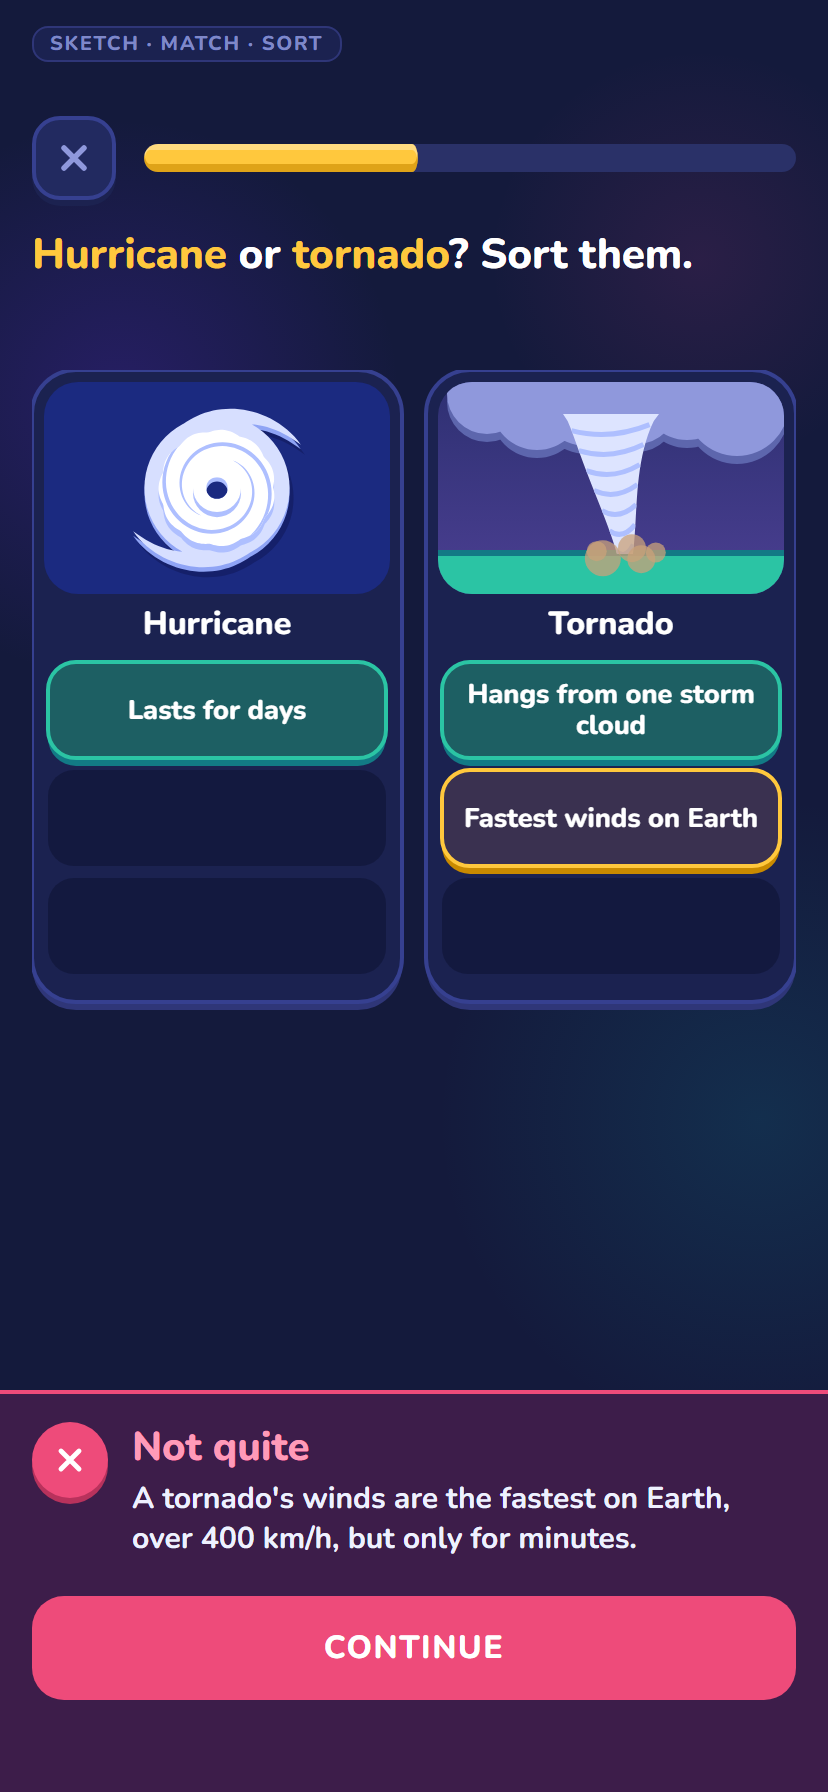 SKETCH · MATCH · SORT
Hurricane or tornado? Sort them.
Hurricane
Lasts for days
Tornado
Hangs from one storm
cloud
Fastest winds on Earth
Not quite
A tornado's winds are the fastest on Earth,
over 400 km/h, but only for minutes.
CONTINUE